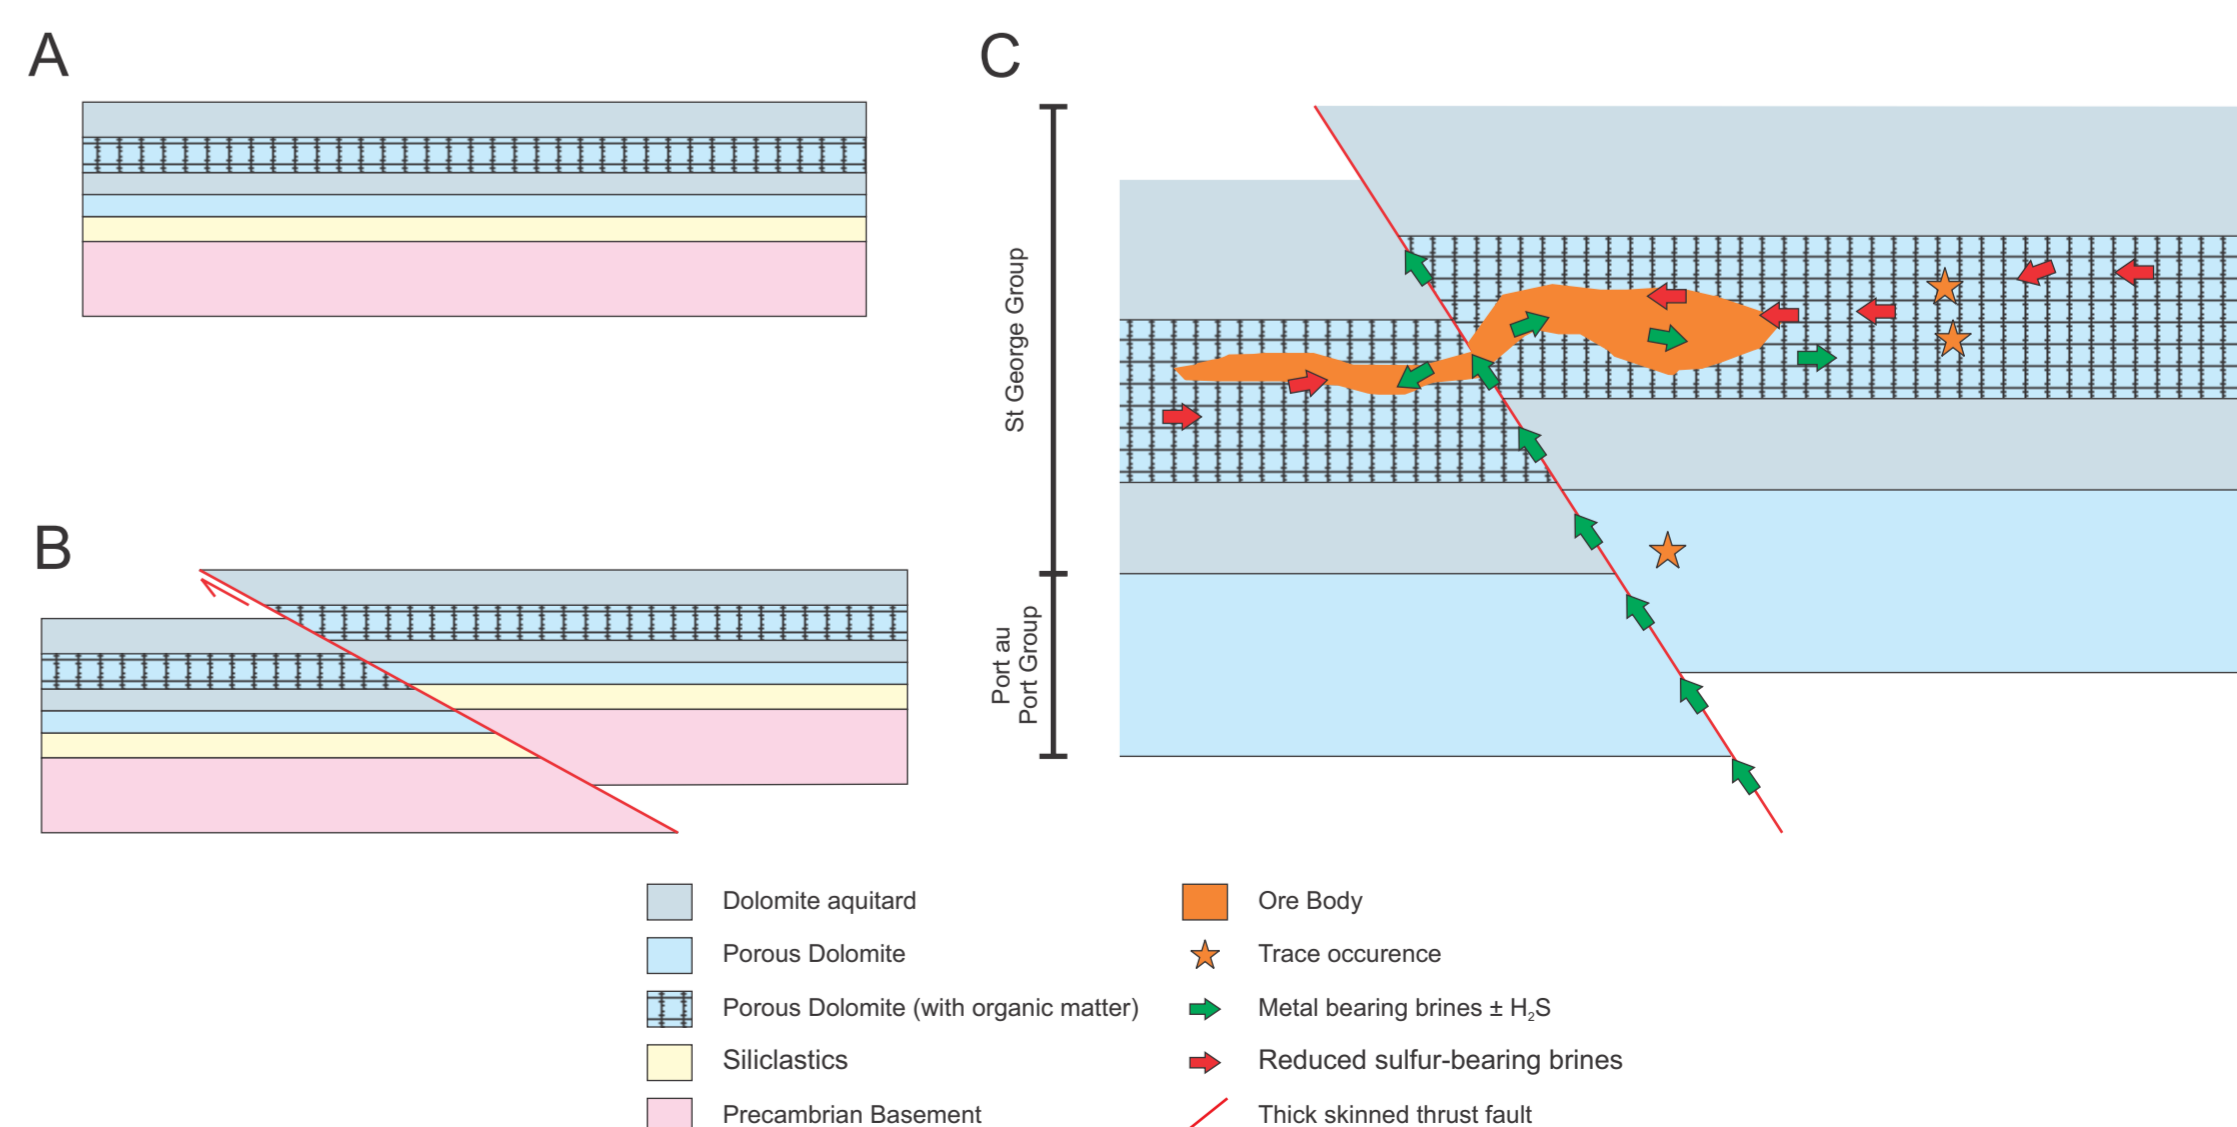 A
B
C
St George Group
Port au
Port Group
Dolomite aquitard
Porous Dolomite
Porous Dolomite (with organic matter)
Siliclastics
Precambrian Basement
Ore Body
Trace occurence
Metal bearing brines ± H₂S
Reduced sulfur-bearing brines
Thick skinned thrust fault